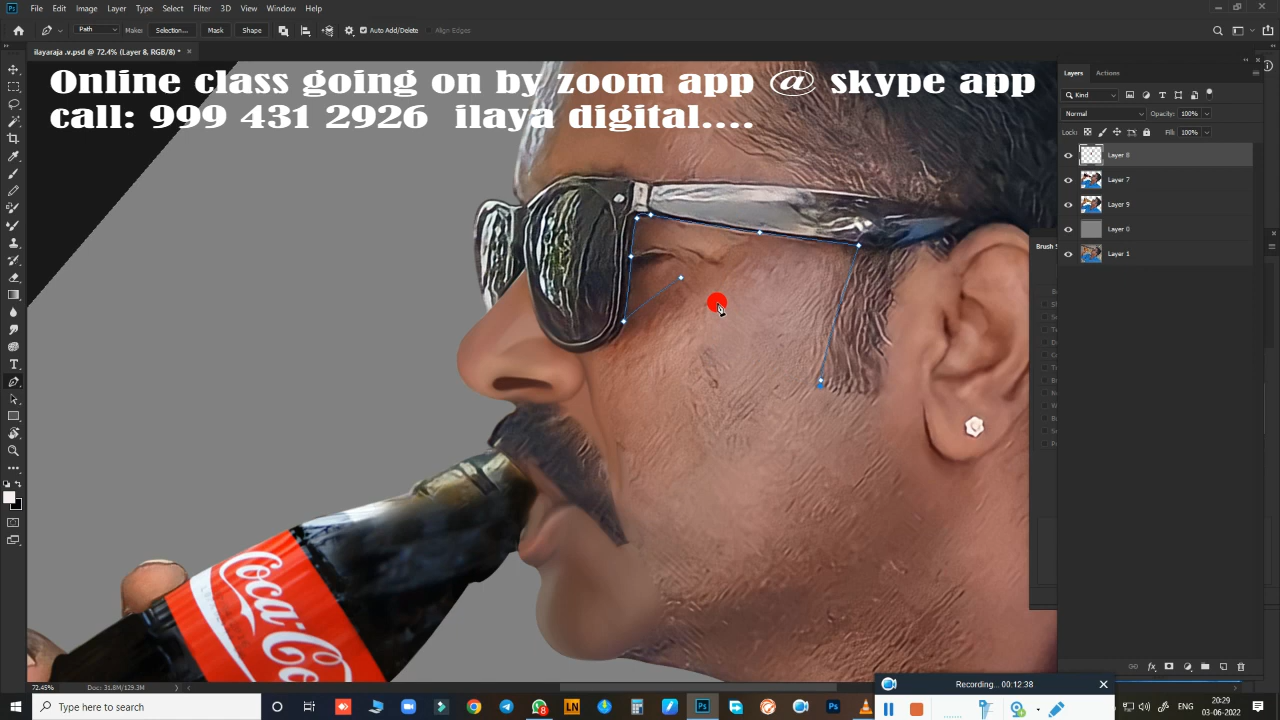 File Edit Image Layer Type Select Filter 3D View Window Help
Path Makes Selection... Mask Shape Auto Add/Delete Align Edges
ilayaraja .v.psd @ 72.4% (Layer 8, RGB/8) *
Online class going on by zoom app @ skype app
call: 999 431 2926 ilaya digital....
Layers Actions
Kind
Normal Opacity: 100%
Lock: Fill: 100%
Layer 8
Layer 7
Layer 9
Layer 0
Layer 1
Brush S
Coca-Co
72.45% Doc: 31.8M/129.3M
Recording... 00:12:38
Type here to search
ENG
20:29
03-06-202